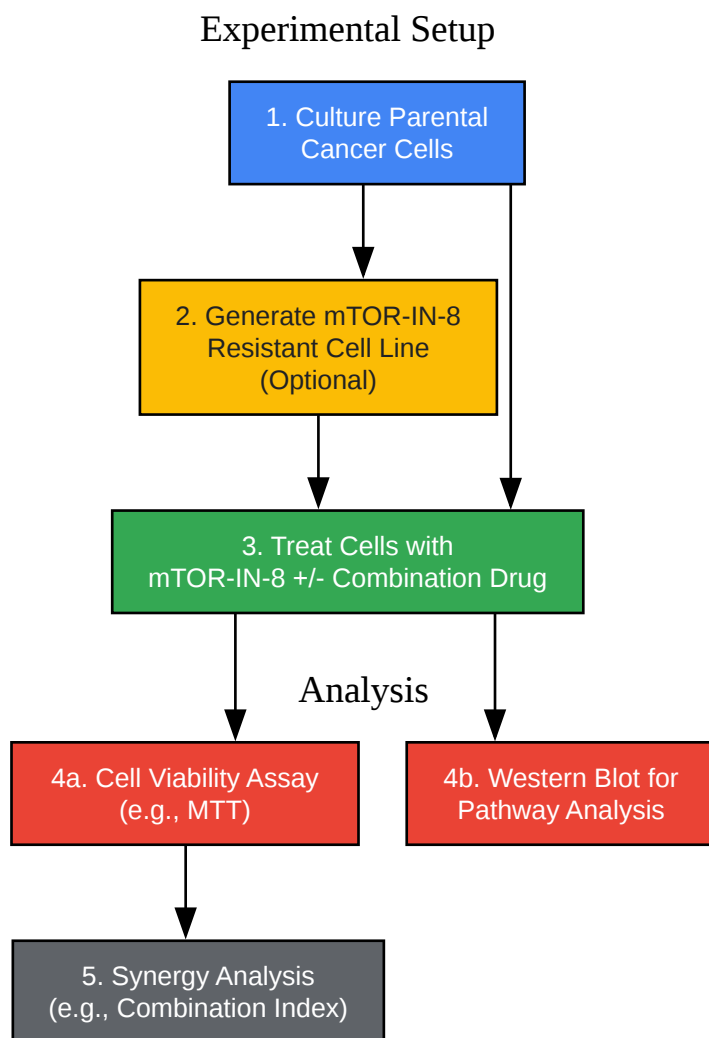 Experimental Setup
1. Culture Parental
Cancer Cells
2. Generate mTOR-IN-8
Resistant Cell Line
(Optional)
3. Treat Cells with
mTOR-IN-8 +/- Combination Drug
Analysis
4a. Cell Viability Assay
(e.g., MTT)
4b. Western Blot for
Pathway Analysis
5. Synergy Analysis
(e.g., Combination Index)